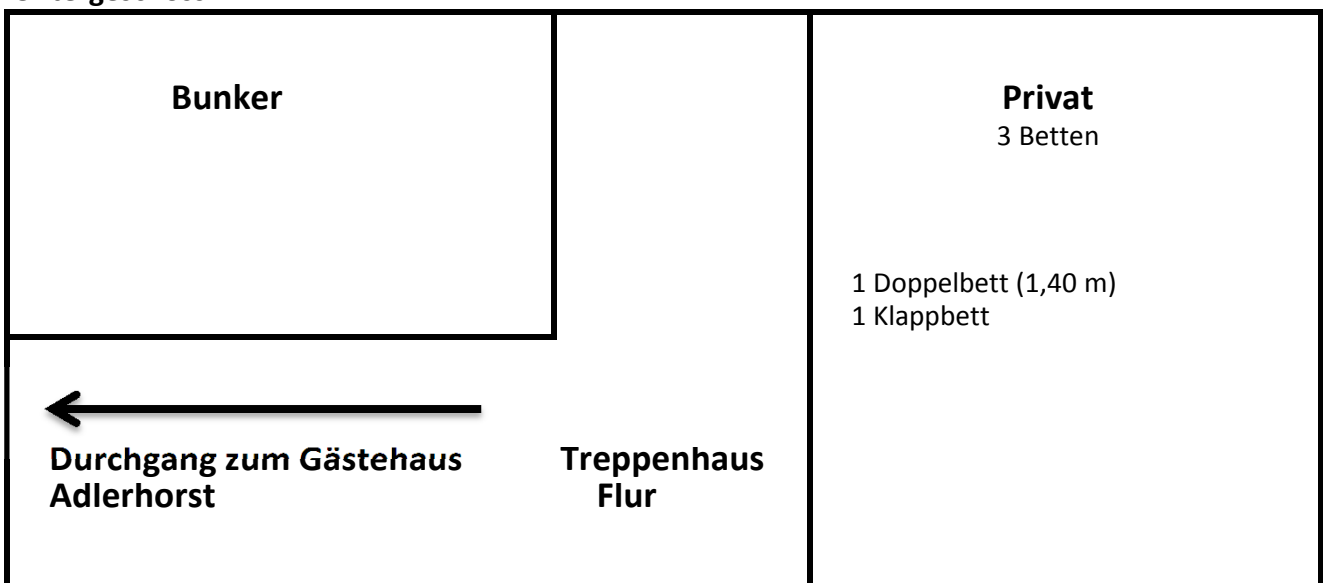 Bunker
Privat
3 Betten
1 Doppelbett (1,40 m)
1 Klappbett
Durchgang zum Gästehaus
Adlerhorst
Treppenhaus
Flur